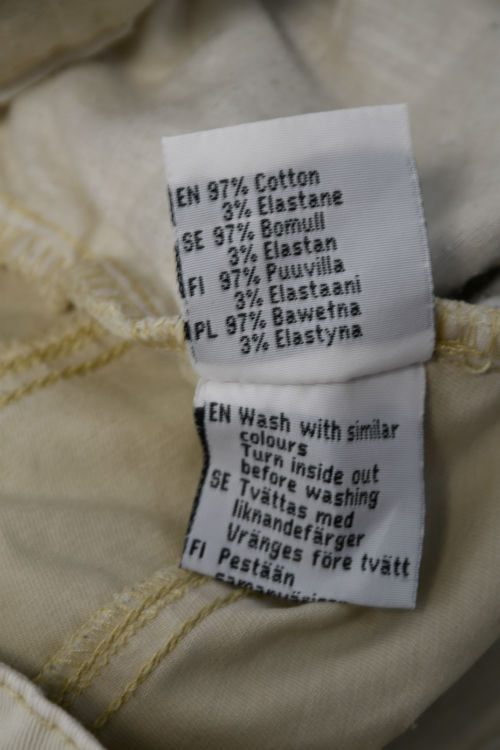 EN 97% Cotton
3% Elastane
SE 97% Bomull
3% Elastan
FI 97% Puuvilla
3% Elastaani
PL 97% Bawełna
3% Elastyna
EN Wash with similar
colours
Turn inside out
before washing
SE Tvättas med
liknandefärger
Vränges före tvätt
FI Pestään